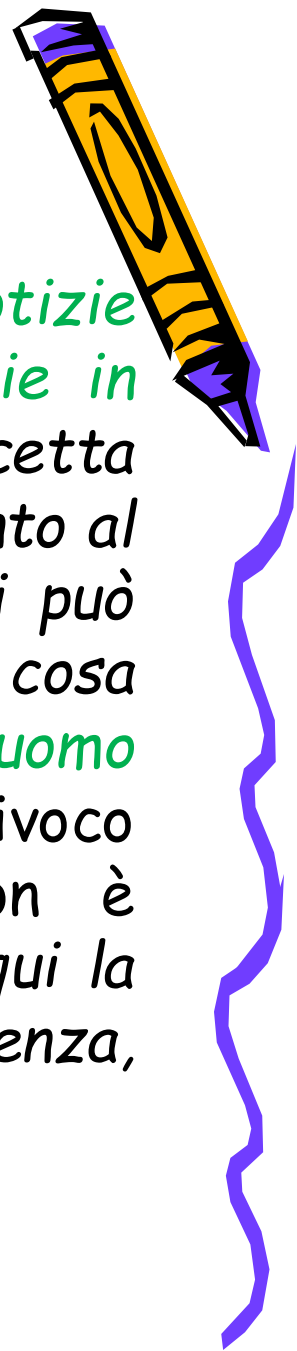 otizie
ie in
cetta
nto al
i può
cosa
uomo
ivoco
on è
qui la
enza,